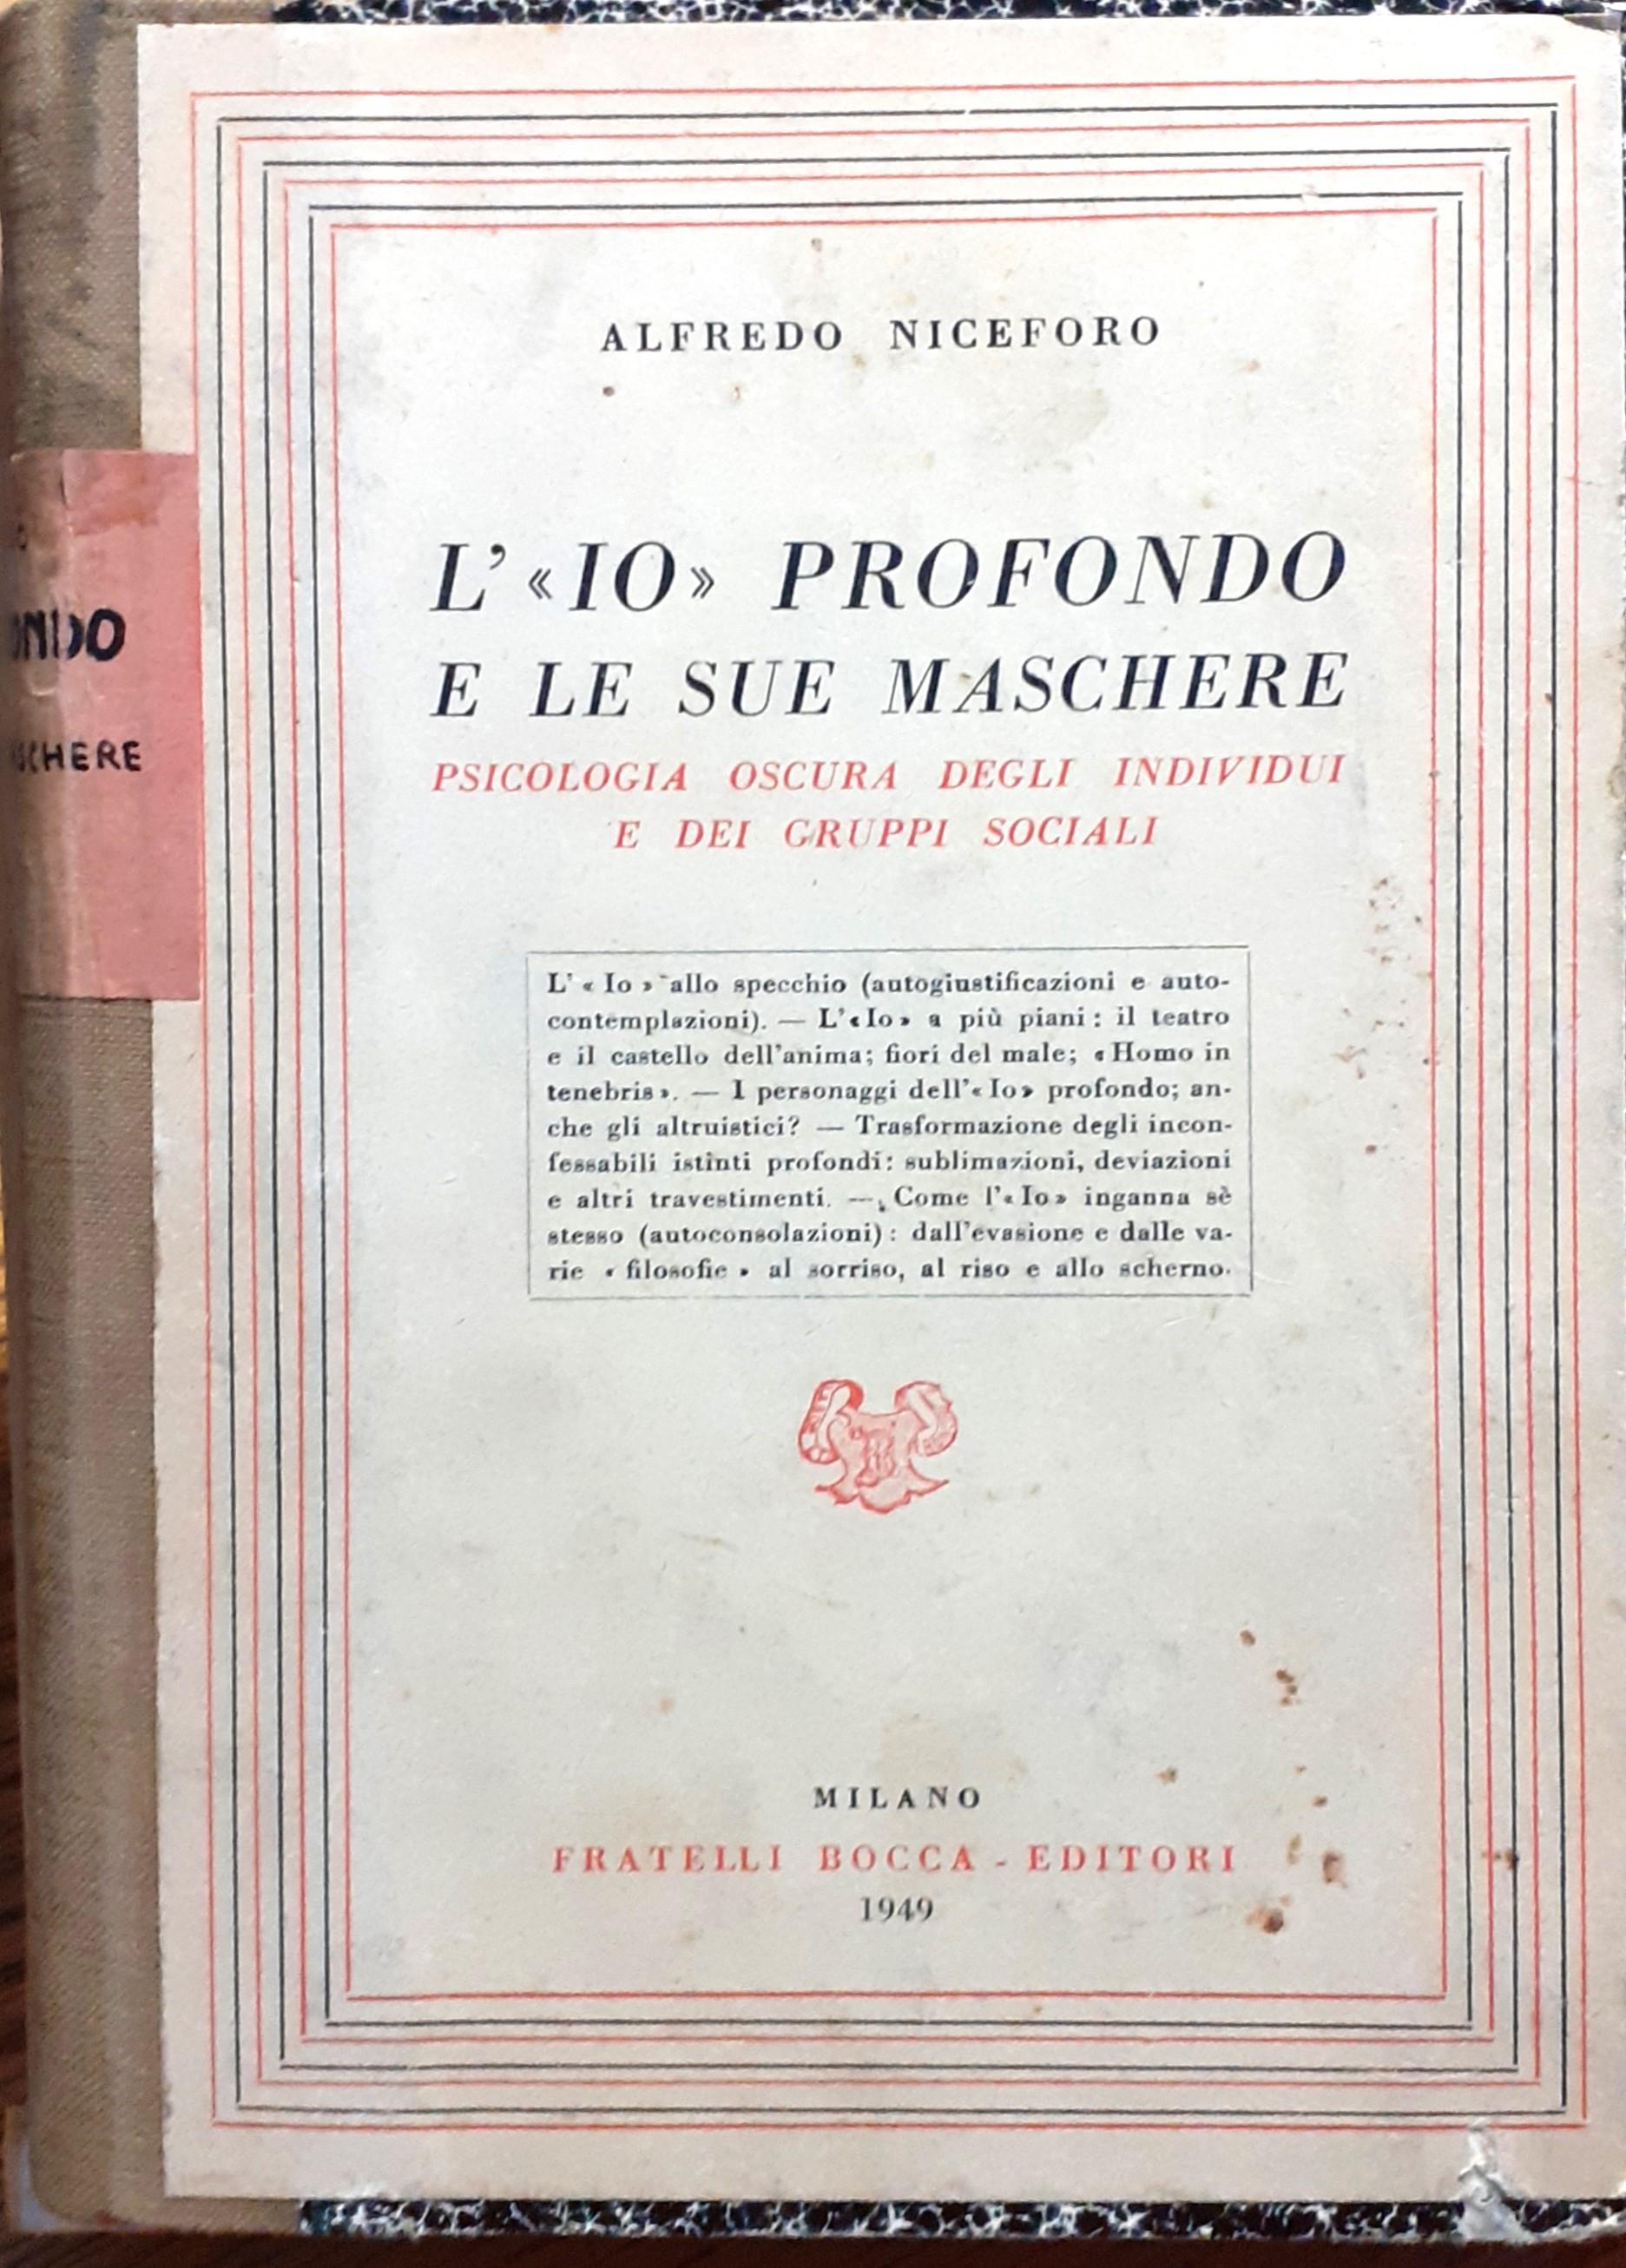 ALFREDO NICEFORO
L' «IO» PROFONDO
E LE SUE MASCHERE
PSICOLOGIA OSCURA DEGLI INDIVIDUI
E DEI GRUPPI SOCIALI
L' « Io » allo specchio (autogiustificazioni e auto-
contemplazioni). — L'«Io» a più piani: il teatro
e il castello dell'anima; fiori del male; «Homo in
tenebris». — I personaggi dell'«Io» profondo; an-
che gli altruistici? — Trasformazione degli incon-
fessabili istinti profondi: sublimazioni, deviazioni
e altri travestimenti. — Come l'«Io» inganna sè
stesso (autoconsolazioni): dall'evasione e dalle va-
rie « filosofie » al sorriso, al riso e allo scherno.
MILANO
FRATELLI BOCCA - EDITORI
1949